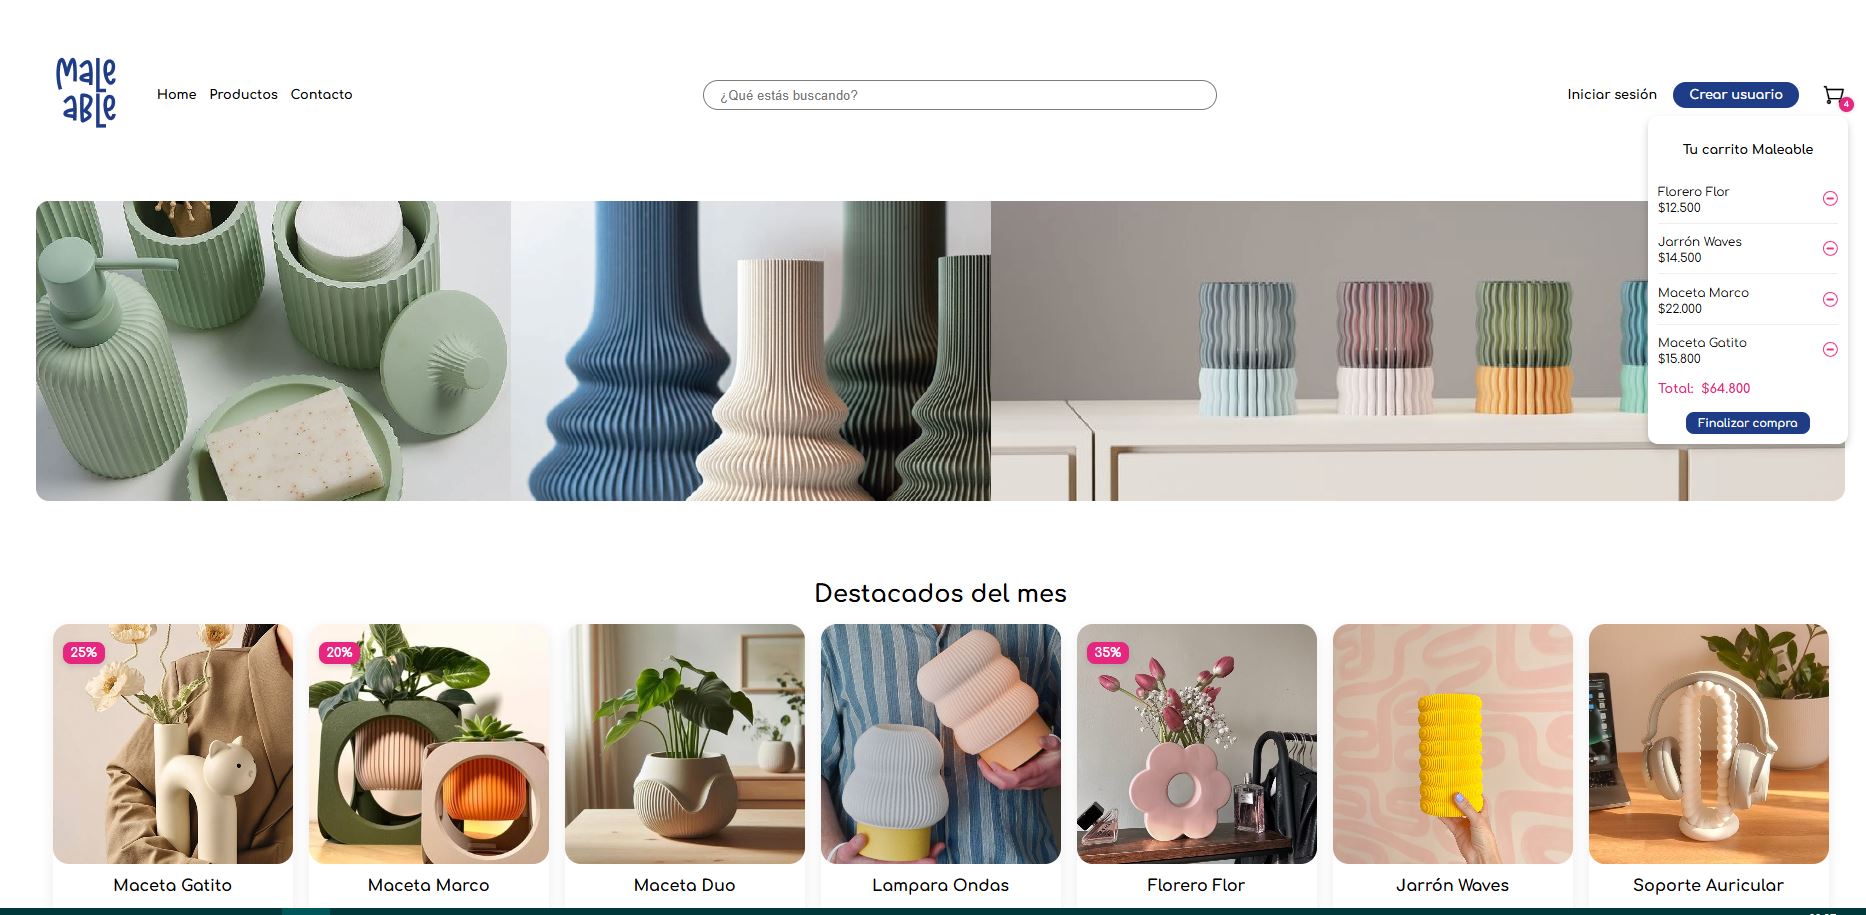 Male
able
Home Productos Contacto
¿Qué estás buscando?
Iniciar sesión
Crear usuario
4
Tu carrito Maleable
Florero Flor
$12.500
Jarrón Waves
$14.500
Maceta Marco
$22.000
Maceta Gatito
$15.800
Total: $64.800
Finalizar compra
Destacados del mes
25%
20%
35%
Maceta Gatito
Maceta Marco
Maceta Duo
Lampara Ondas
Florero Flor
Jarrón Waves
Soporte Auricular